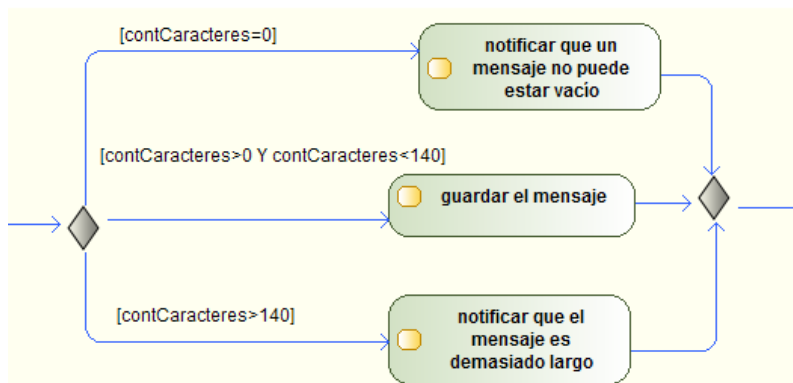 [contCaracteres=0]
notificar que un
mensaje no puede
estar vacío
[contCaracteres>0 Y contCaracteres<140]
guardar el mensaje
[contCaracteres>140]
notificar que el
mensaje es
demasiado largo